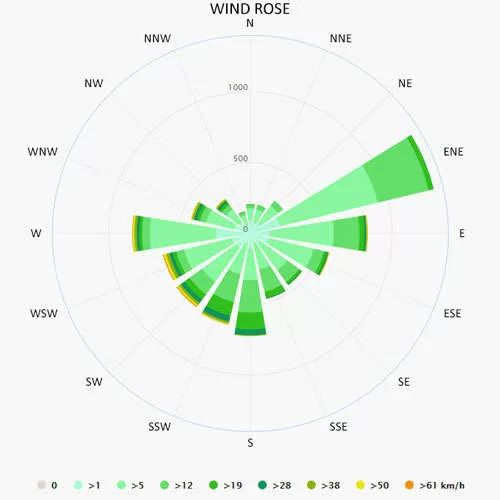 WIND ROSE
N
NNW
NNE
NW
NE
1000
WNW
ENE
500
W
0
E
WSW
ESE
SW
SE
SSW
SSE
S
0 >1 >5 >12 >19 >28 >38 >50 >61 km/h